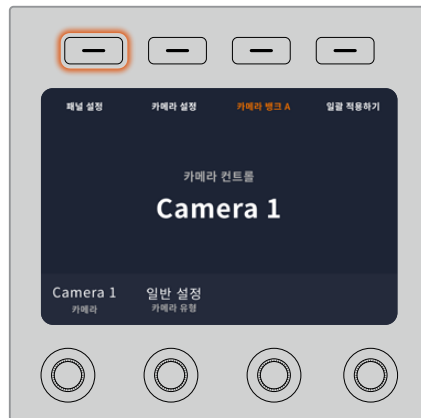 패널 설정 카메라 설정 카메라 뱅크 A 일괄 적용하기
카메라 컨트롤
Camera 1
Camera 1 일반 설정
카메라 카메라 유형